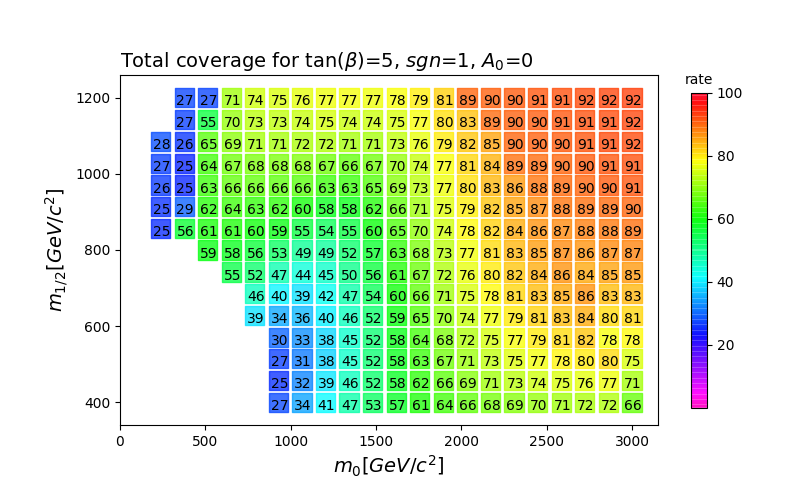 Total coverage for tan(β)=5, sgn=1, A₀=0
rate
1200 27 27 71 74 75 76 77 77 77 78 79 81 89 90 90 91 91 92 92 92 100
27 55 70 73 73 74 75 74 74 75 77 80 83 89 90 90 91 91 91 92
28 26 65 69 71 71 72 72 71 71 73 76 79 82 85 90 90 91 91 92
1000 27 25 64 67 68 68 68 67 66 67 70 74 77 81 84 89 89 90 90 91 91 80
26 25 63 66 66 66 66 63 63 65 69 73 77 80 83 86 88 89 90 90 91
25 29 62 64 63 62 60 58 58 62 66 71 75 79 82 85 87 88 89 89 90
25 56 61 61 60 59 55 54 55 60 65 70 74 78 82 84 86 87 88 88 89 60
800 59 58 56 53 49 49 52 57 63 68 73 77 81 83 85 87 86 87 87
55 52 47 44 45 50 56 61 67 72 76 80 82 84 86 84 85 85
46 40 39 42 47 54 60 66 71 75 78 81 83 85 86 83 83 40
600 39 34 36 40 46 52 59 65 70 74 77 79 81 83 84 80 81
30 33 38 45 52 58 64 68 72 75 77 79 81 82 78 78
27 31 38 45 52 58 63 67 71 73 75 77 78 80 80 75 20
25 32 39 46 52 58 62 66 69 71 73 74 75 76 77 71
400 27 34 41 47 53 57 61 64 66 68 69 70 71 72 72 66
0 500 1000 1500 2000 2500 3000
m₀[GeV/c²]
m₁/₂[GeV/c²]